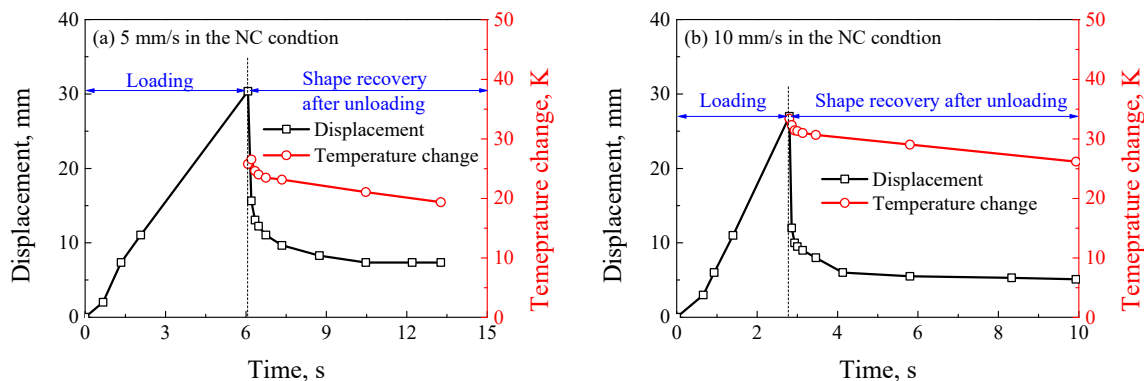 (a) 5 mm/s in the NC condtion
Loading
Shape recovery
after unloading
Displacement
Temperature change
Displacement, mm
40
30
20
10
0
Temeprature change, K
50
40
30
20
10
0
0 3 6 9 12 15
Time, s
(b) 10 mm/s in the NC condtion
Loading
Shape recovery after unloading
Displacement
Temperature change
Displacement, mm
40
30
20
10
0
Temeprature change, K
50
40
30
20
10
0
0 2 4 6 8 10
Time, s